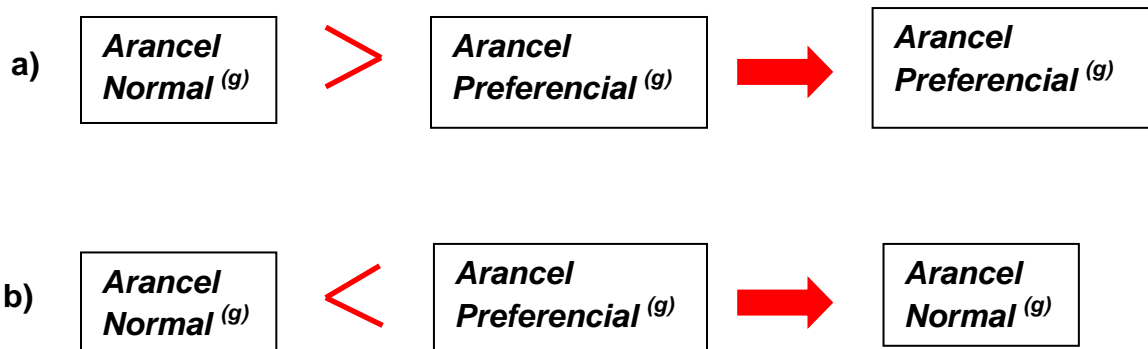 a)
Arancel
Normal (g)
>
Arancel
Preferencial (g)
Arancel
Preferencial (g)
b)
Arancel
Normal (g)
<
Arancel
Preferencial (g)
Arancel
Normal (g)